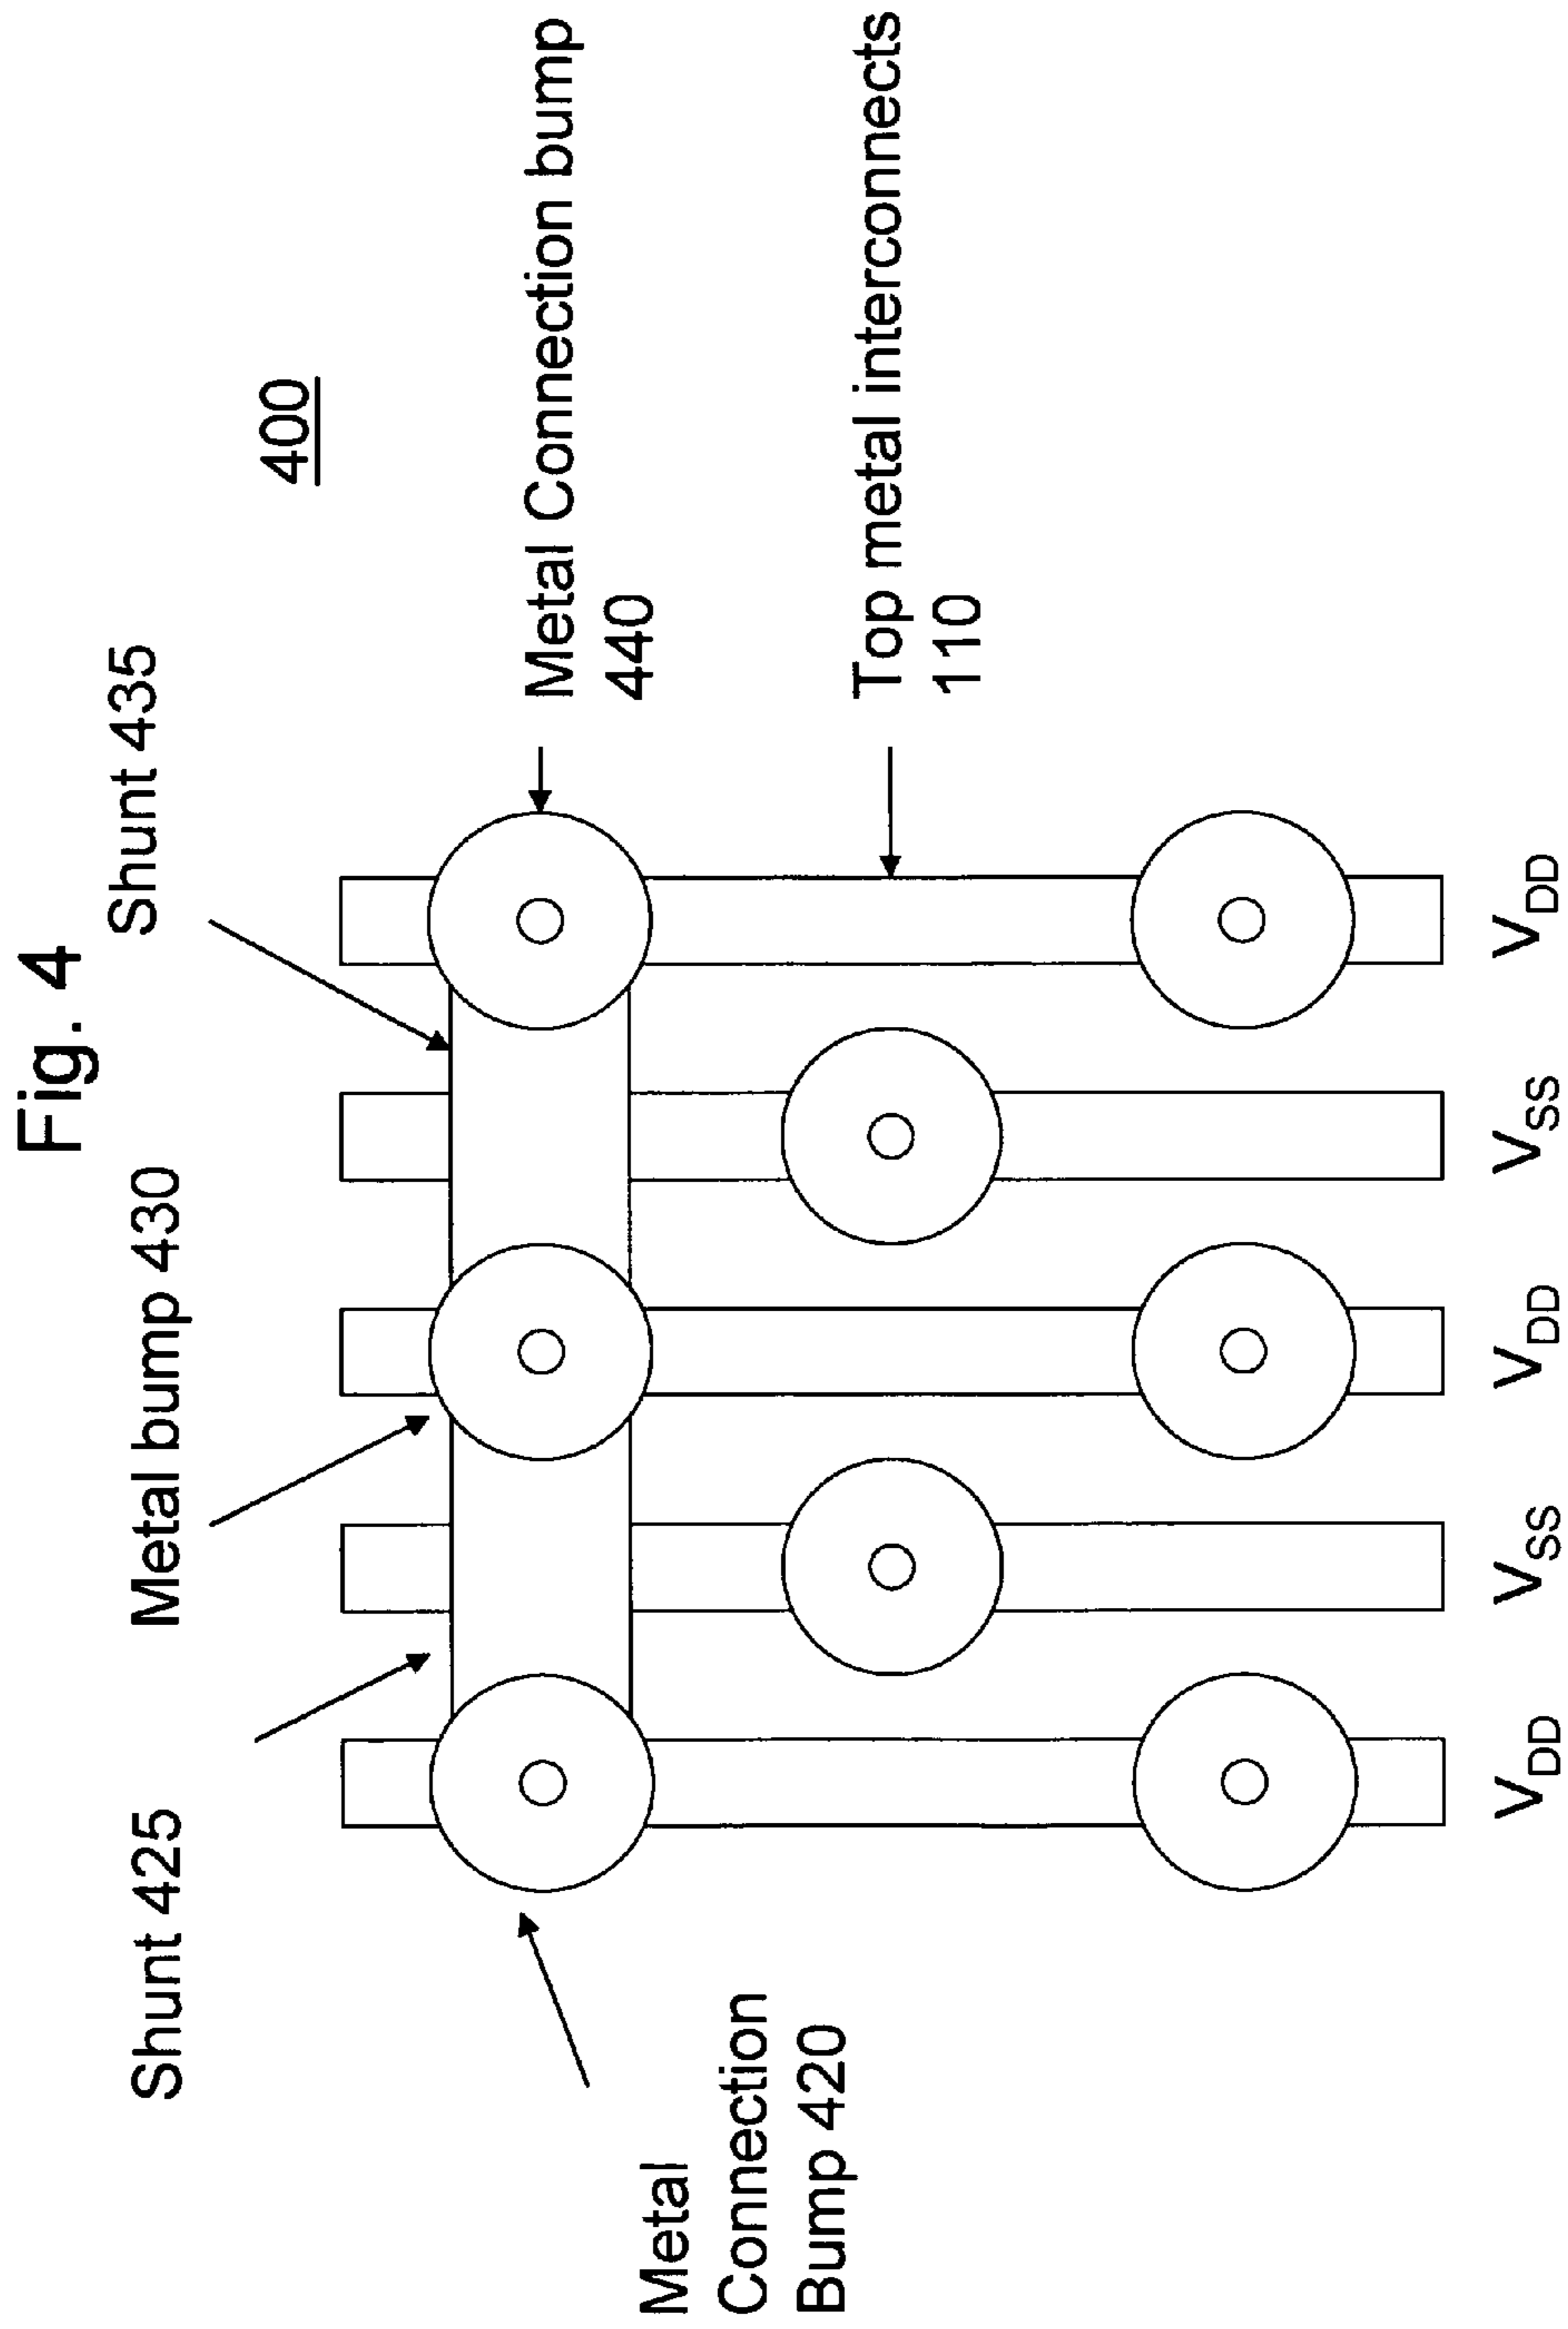 Fig. 4
400
Shunt 425
Metal bump 430
Shunt 435
Metal Connection bump
440
Top metal interconnects
110
Metal
Connection
Bump 420
VDD
VSS
VDD
VSS
VDD